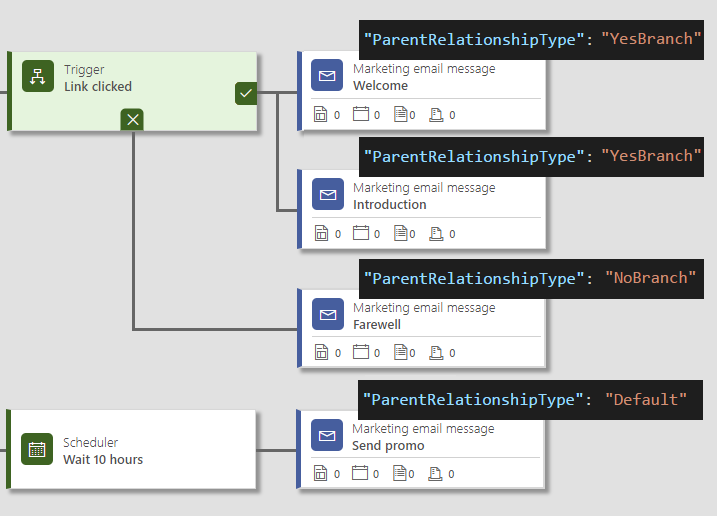 "ParentRelationshipType": "YesBranch"
Trigger
Link clicked
Marketing email message
Welcome
0 0 0 0
"ParentRelationshipType": "YesBranch"
Marketing email message
Introduction
0 0 0 0
"ParentRelationshipType": "NoBranch"
Marketing email message
Farewell
0 0 0 0
"ParentRelationshipType": "Default"
Scheduler
Wait 10 hours
Marketing email message
Send promo
0 0 0 0